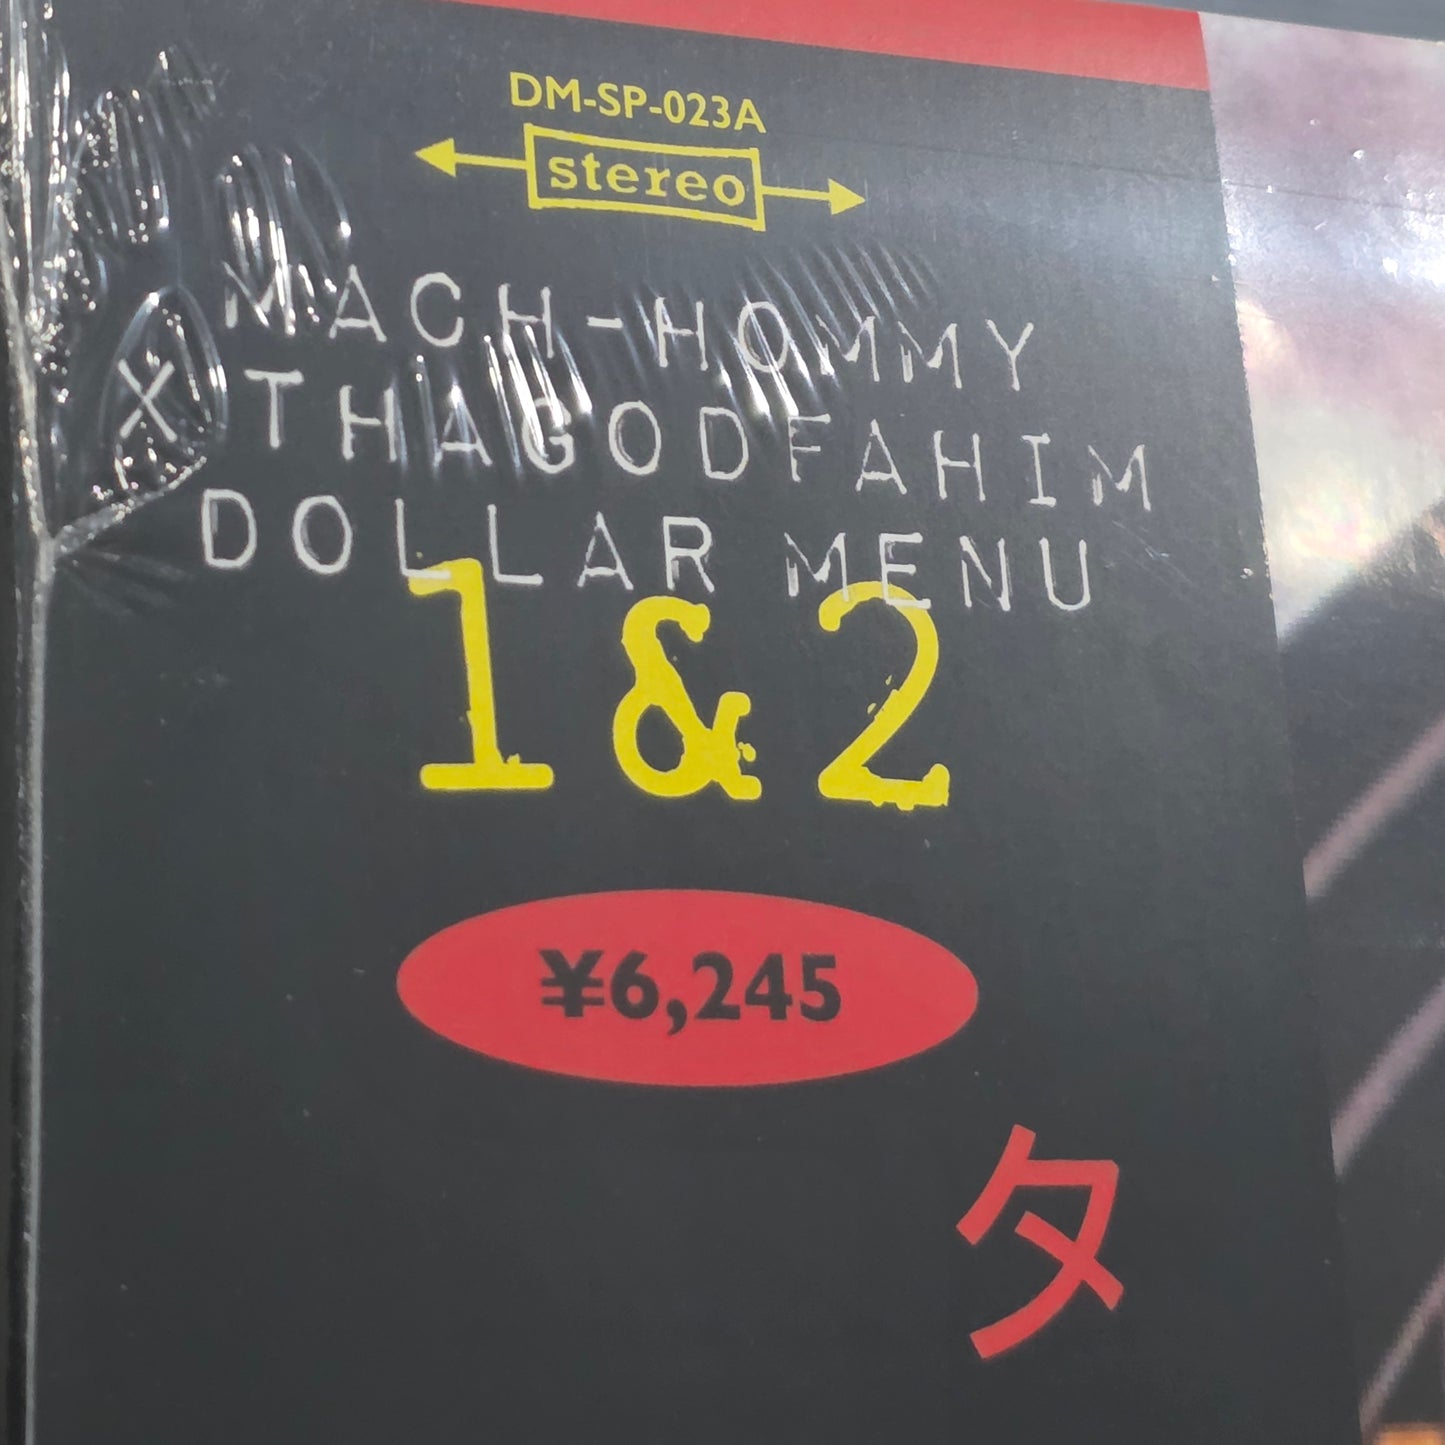 DM-SP-023A
stereo
MACH-HOMMY
X THAGODFAHIM
DOLLAR MENU
1 & 2
¥6,245
タ